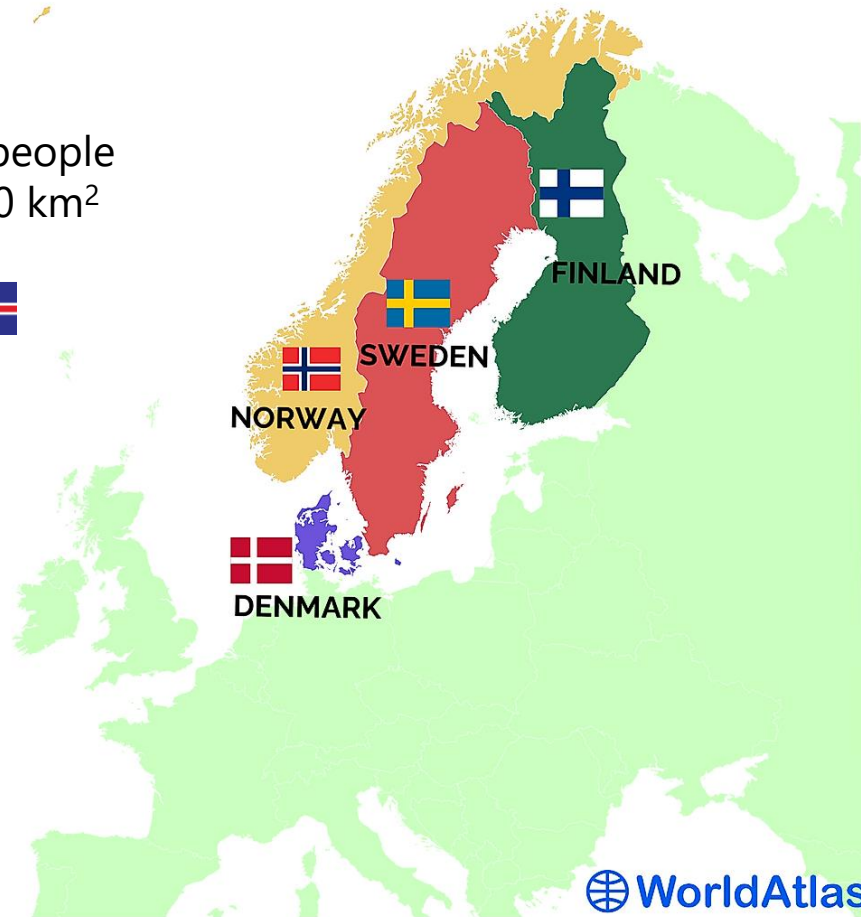 people
0 km²
FINLAND
SWEDEN
NORWAY
DENMARK
WorldAtlas